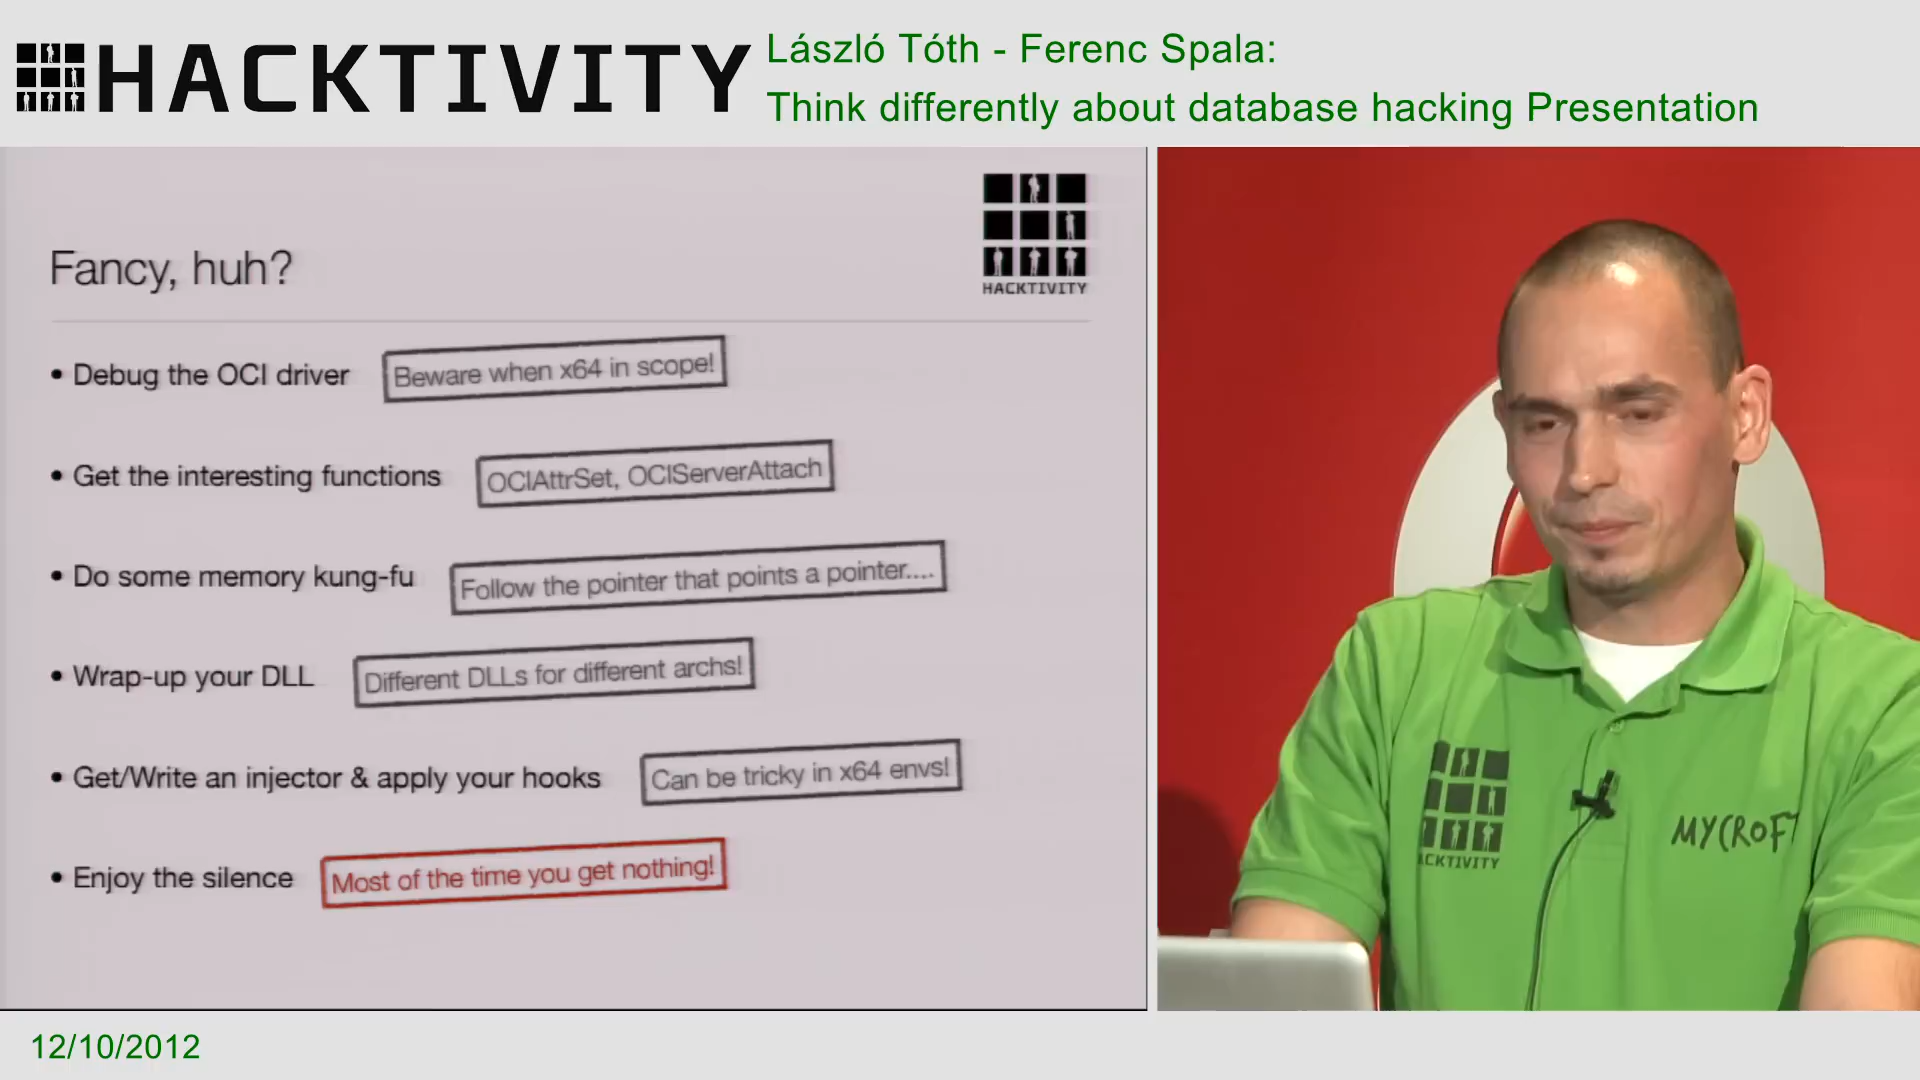 HACKTIVITY
László Tóth - Ferenc Spala:
Think differently about database hacking Presentation
HACKTIVITY
Fancy, huh?
• Debug the OCI driver Beware when x64 in scope!
• Get the interesting functions OCIAttrSet, OCIServerAttach
• Do some memory kung-fu Follow the pointer that points a pointer....
• Wrap-up your DLL Different DLLs for different archs!
• Get/Write an injector & apply your hooks Can be tricky in x64 envs!
• Enjoy the silence Most of the time you get nothing!
MYCROFT
ACKTIVITY
12/10/2012